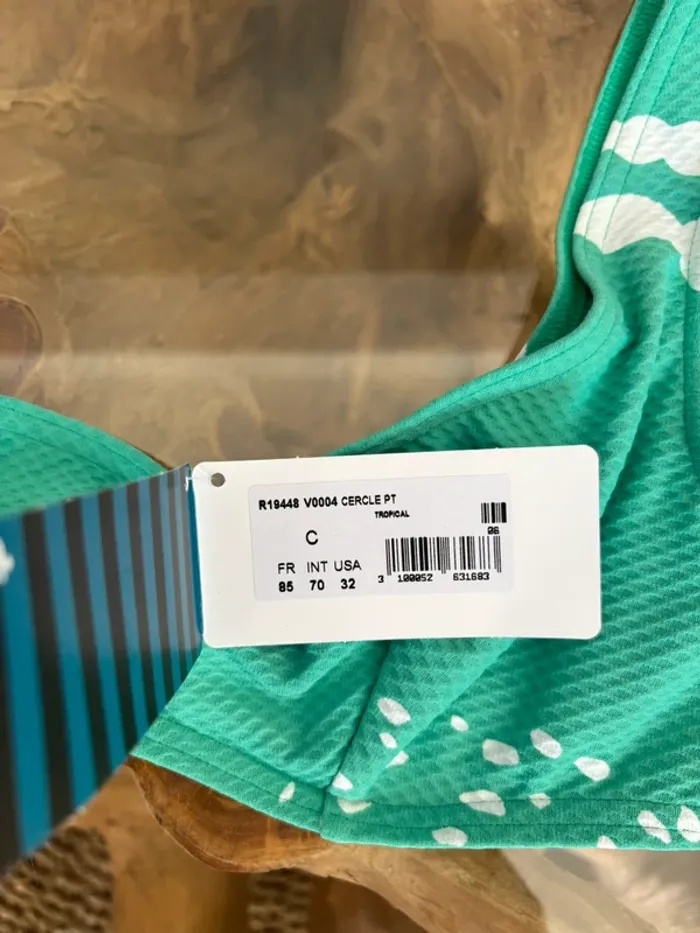 R19448 V0004 CERCLE PT
TROPICAL
C
06
FR INT USA
85 70 32
3 100052 631683